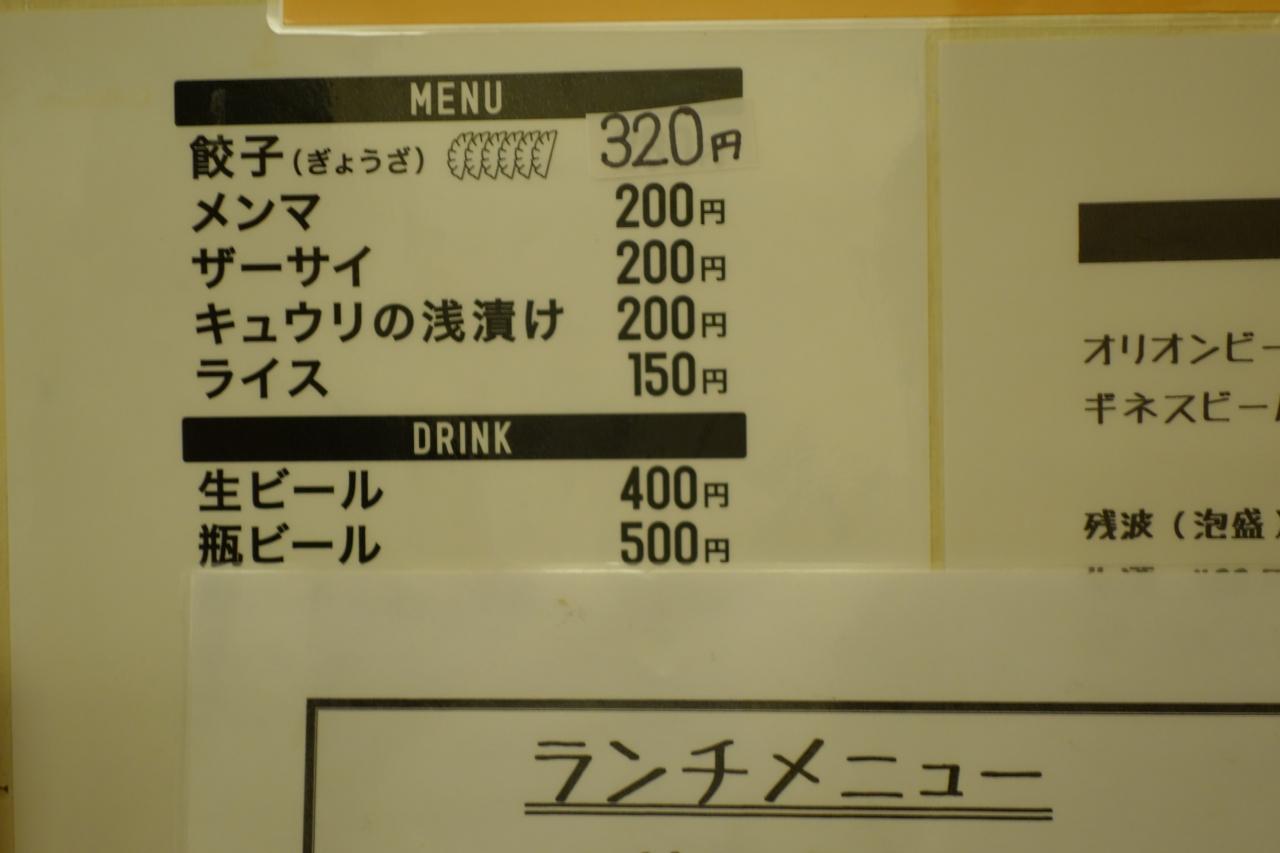 MENU
餃子(ぎょうざ) 320円
メンマ 200円
ザーサイ 200円
キュウリの浅漬け 200円
ライス 150円
DRINK
生ビール 400円
瓶ビール 500円
オリオンビー
ギネスビー
残波(泡盛)
ランチメニュー